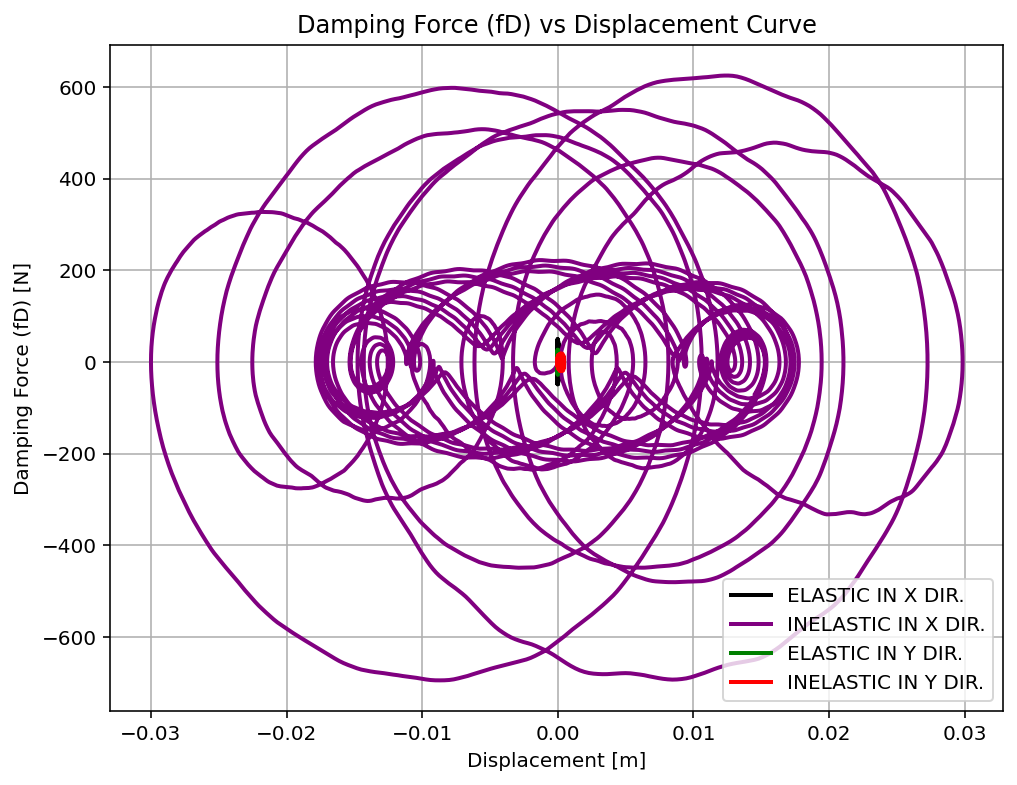 Damping Force (fD) vs Displacement Curve
Damping Force (fD) [N]
600
400
200
0
−200
−400
−600
−0.03
−0.02
−0.01
0.00
0.01
0.02
0.03
Displacement [m]
ELASTIC IN X DIR.
INELASTIC IN X DIR.
ELASTIC IN Y DIR.
INELASTIC IN Y DIR.